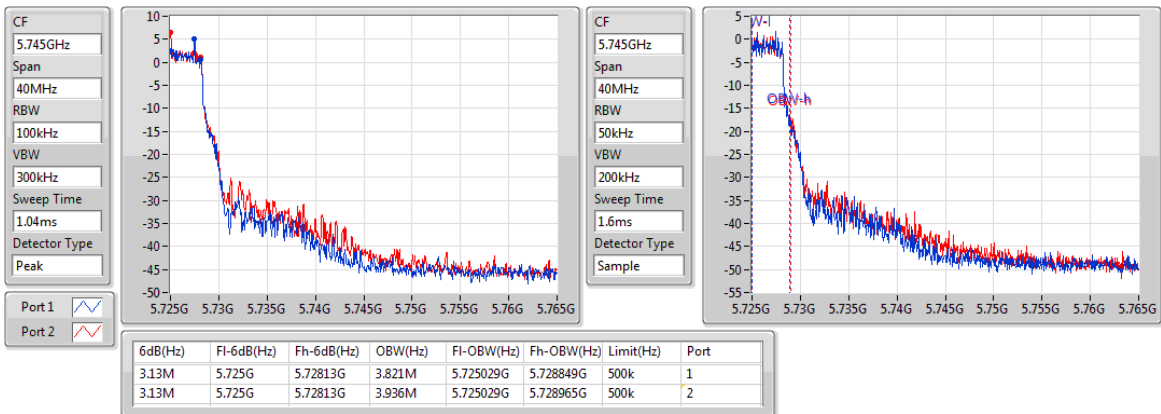 CF
5.745GHz
Span
40MHz
RBW
100kHz
VBW
300kHz
Sweep Time
1.04ms
Detector Type
Peak
Port 1
Port 2
10
5
0
-5
-10
-15
-20
-25
-30
-35
-40
-45
-50
5.725G 5.73G 5.735G 5.74G 5.745G 5.75G 5.755G 5.76G 5.765G
CF
5.745GHz
Span
40MHz
RBW
50kHz
VBW
200kHz
Sweep Time
1.6ms
Detector Type
Sample
5
0
-5
-10
-15
-20
-25
-30
-35
-40
-45
-50
-55
OBW-h
5.725G 5.73G 5.735G 5.74G 5.745G 5.75G 5.755G 5.76G 5.765G
6dB(Hz) Fl-6dB(Hz) Fh-6dB(Hz) OBW(Hz) Fl-OBW(Hz) Fh-OBW(Hz) Limit(Hz) Port
3.13M 5.725G 5.72813G 3.821M 5.725029G 5.728849G 500k 1
3.13M 5.725G 5.72813G 3.936M 5.725029G 5.728965G 500k 2